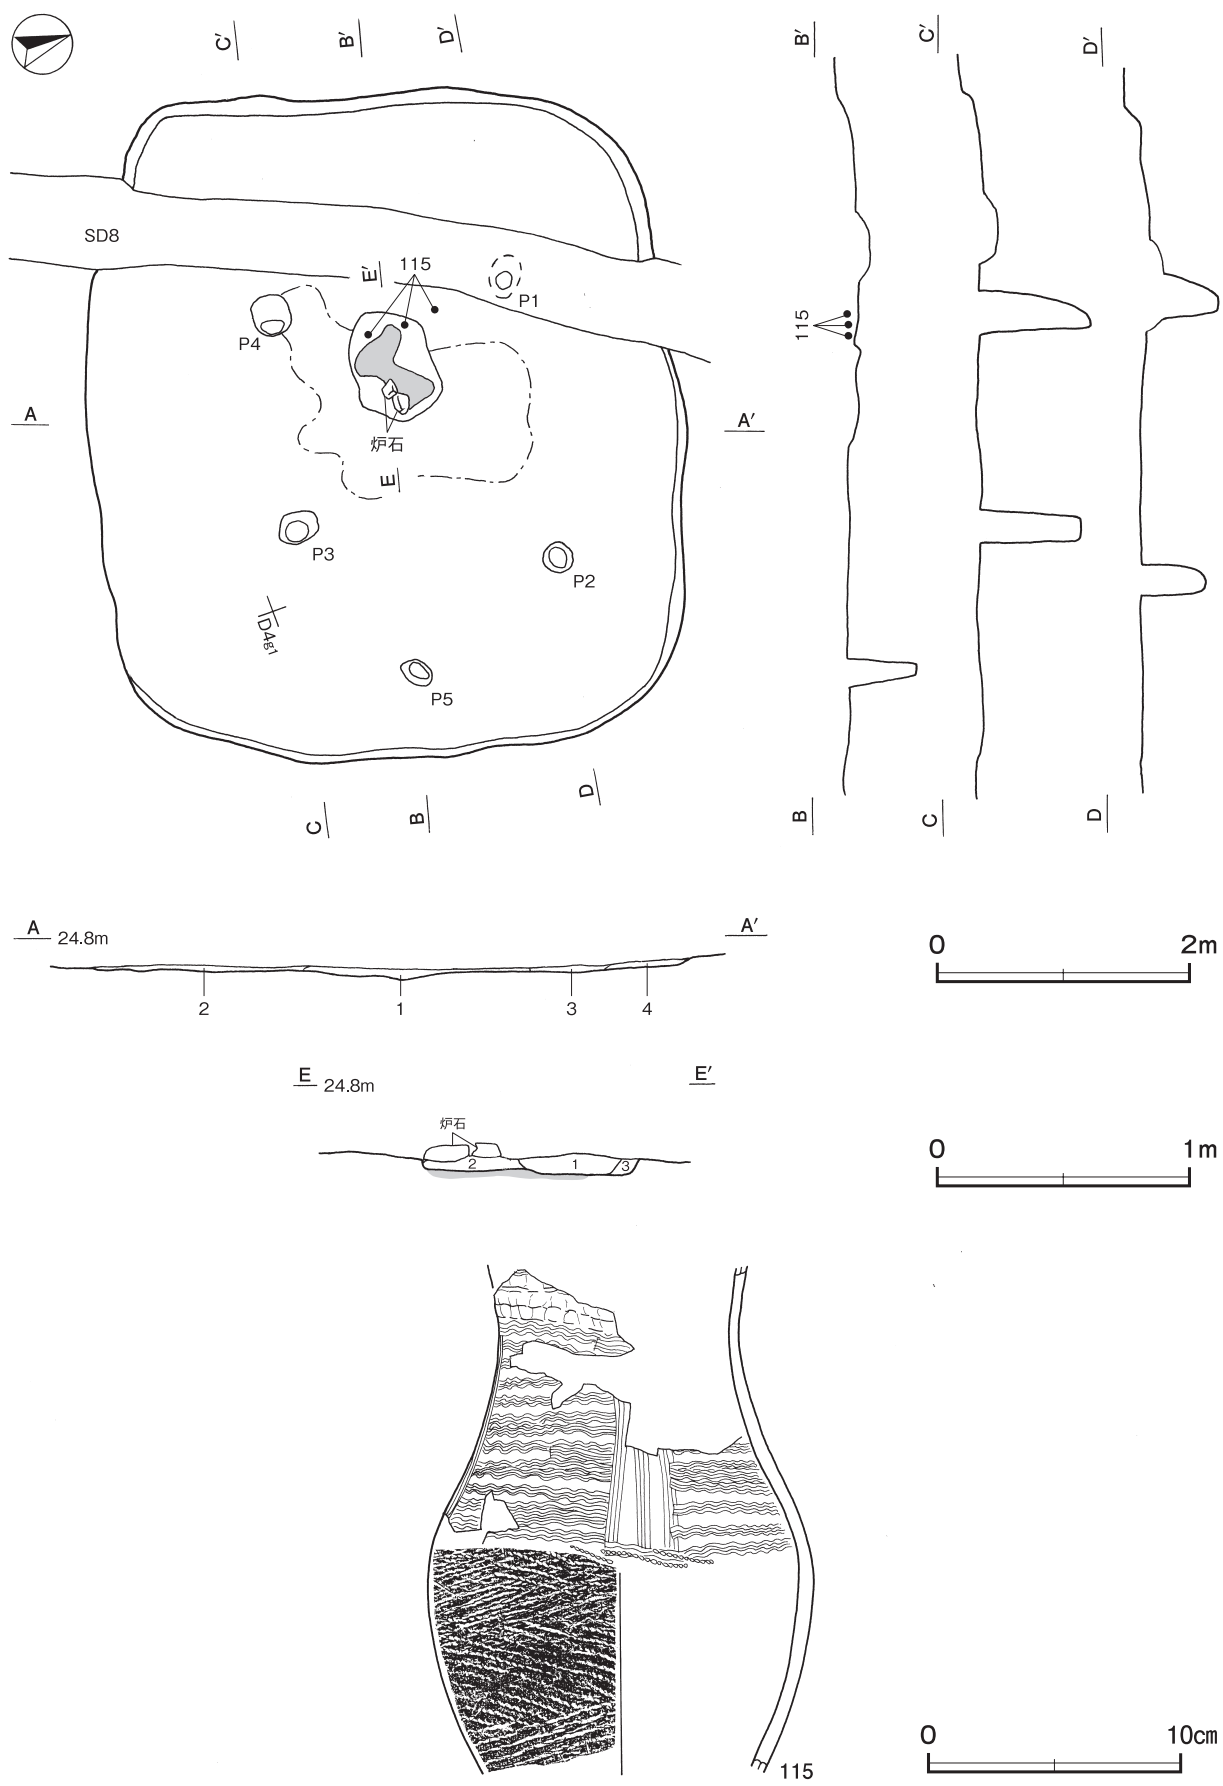 C′
B′
D′
B′
C′
D′
SD8
E′
115
P1
P4
115
A
A′
炉石
E
P3
P2
D4g1
P5
D
C
B
B
C
D
A 24.8m
A′
0 2m
2 1 3 4
E 24.8m
E′
炉石
0 1m
2 1 3
0 10cm
115